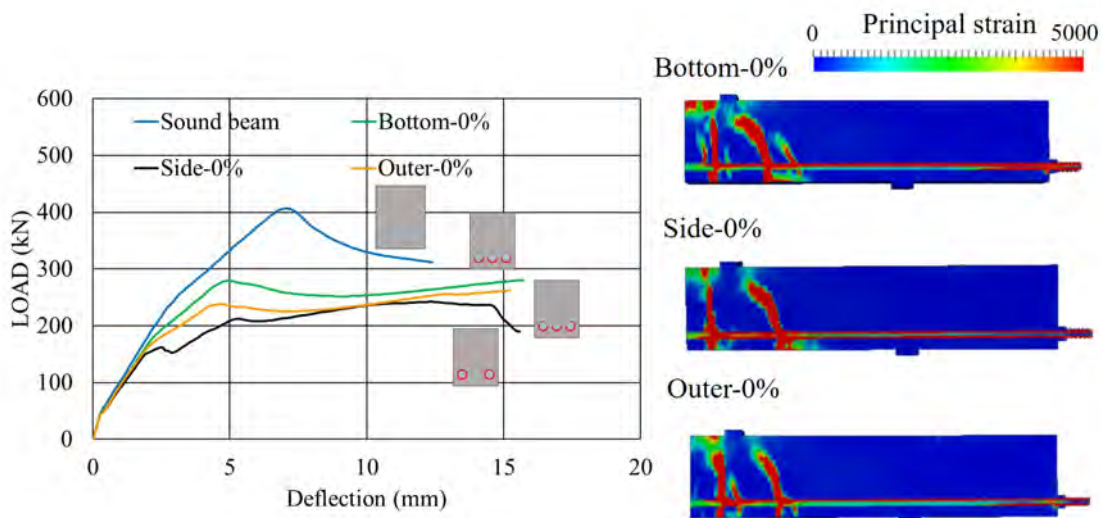 0
Principal strain
5000
Bottom-0%
600
500
400
300
200
100
0
LOAD (kN)
Sound beam
Bottom-0%
Side-0%
Outer-0%
0
5
10
15
20
Deflection (mm)
Side-0%
Outer-0%